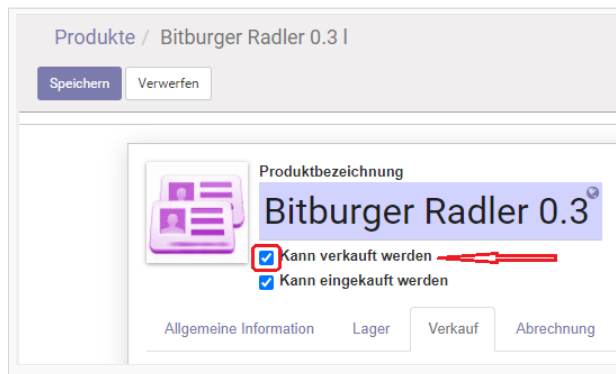 Produkte / Bitburger Radler 0.3 l
Speichern Verwerfen
Produktbezeichnung
Bitburger Radler 0.3
Kann verkauft werden
Kann eingekauft werden
Allgemeine Information Lager Verkauf Abrechnung